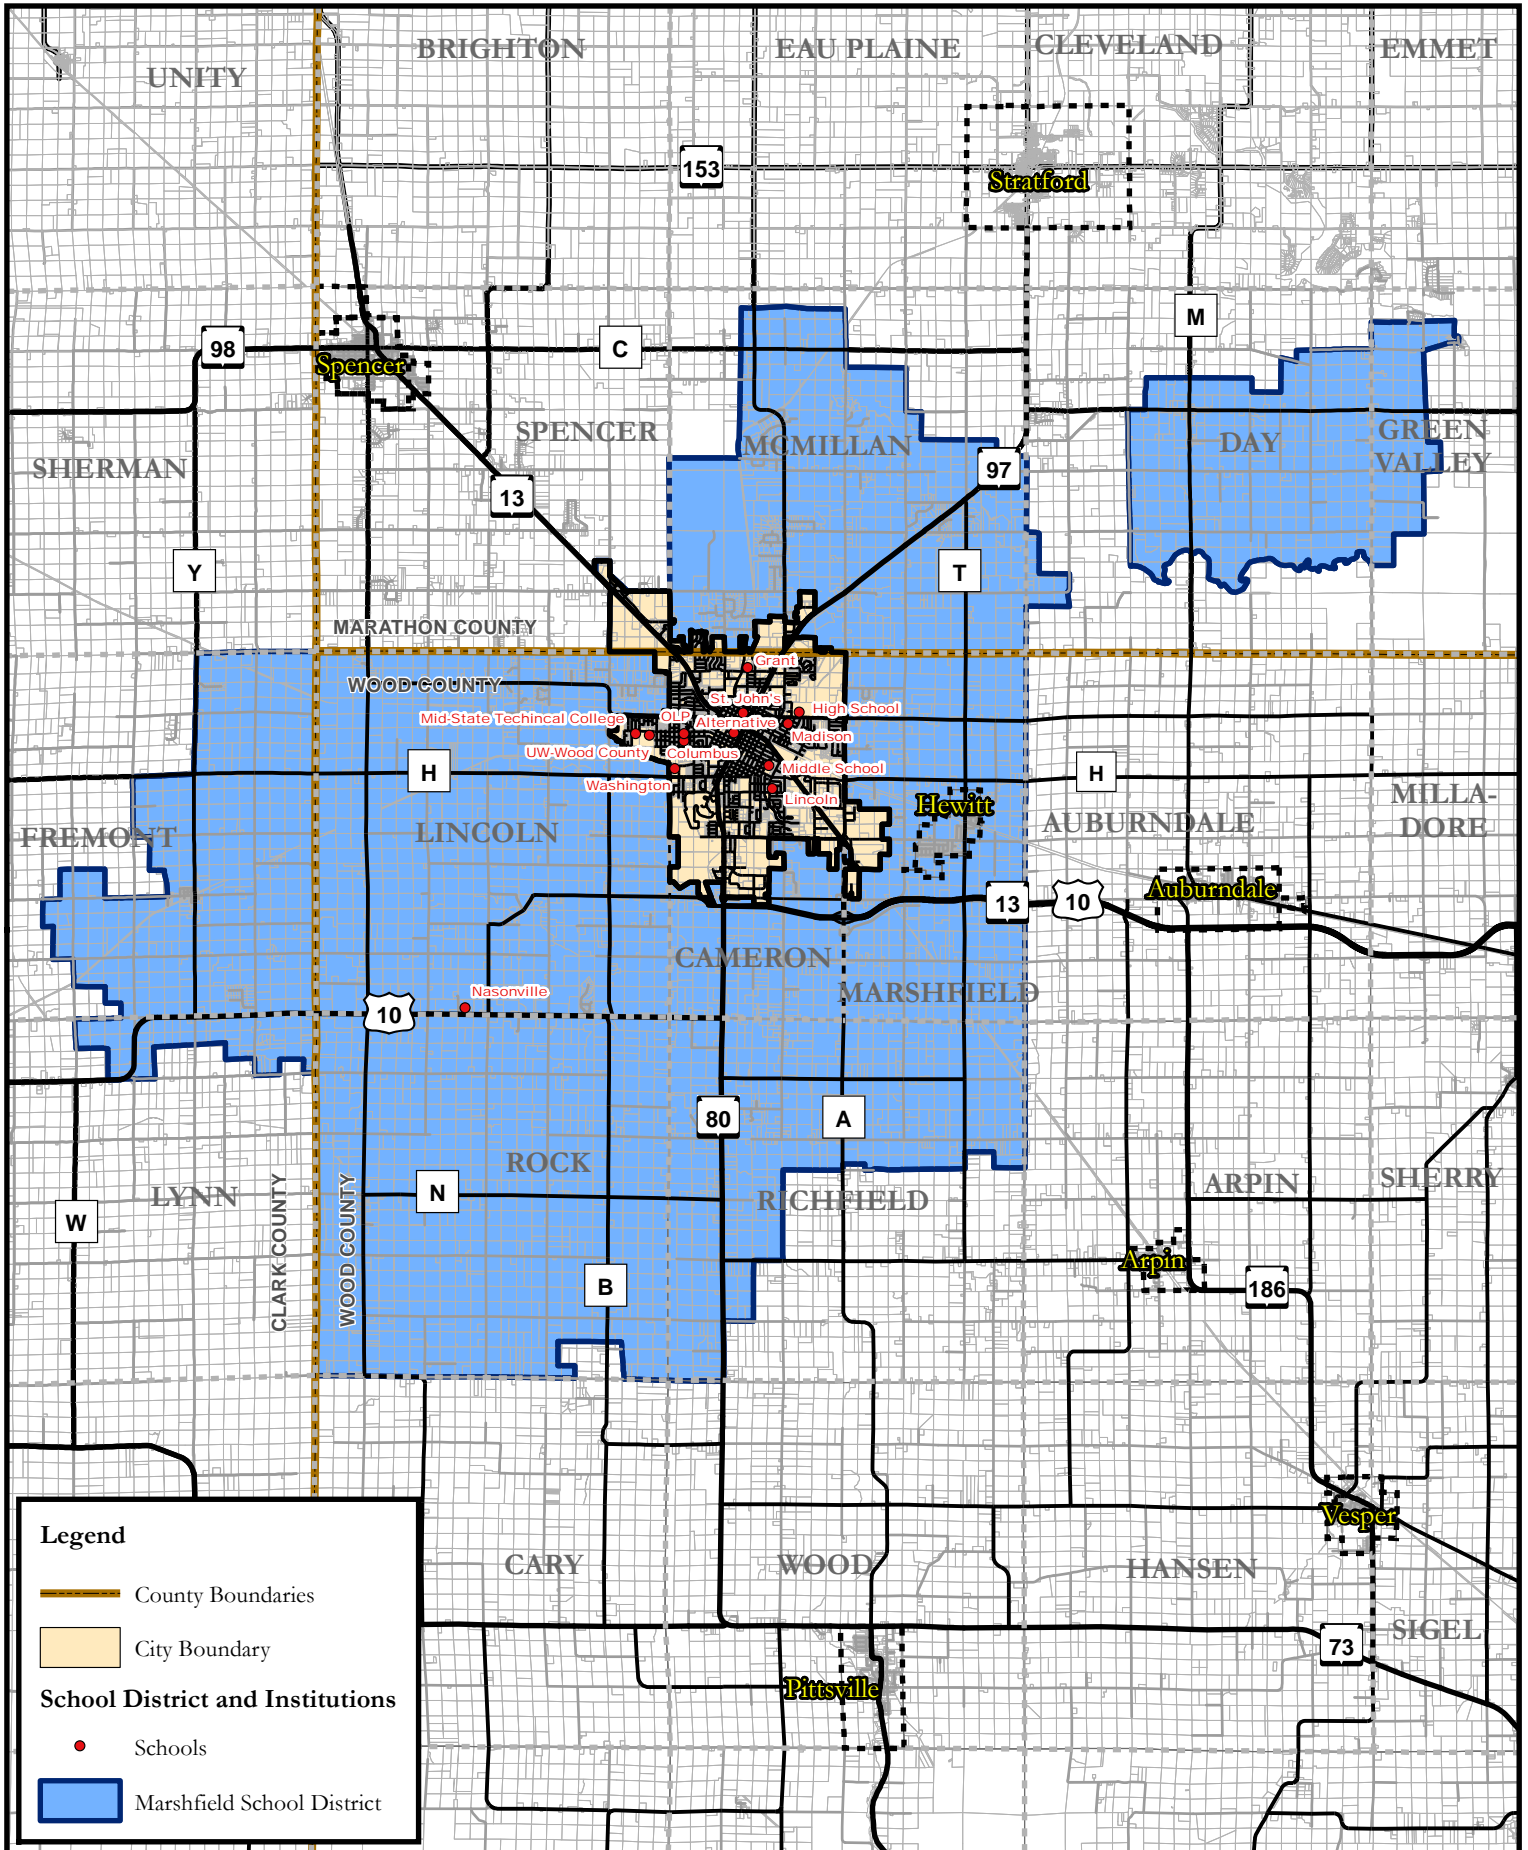 BRIGHTON
EAU PLAINE
CLEVELAND
EMMET
UNITY
153
Stratford
M
98
C
Spencer
SPENCER
MCMILLAN
DAY
GREEN
VALLEY
SHERMAN
97
13
Y
T
MARATHON COUNTY
Grant
WOOD COUNTY
St. John's
High School
Mid-State Techincal College
OLP
Alternative
Madison
UW-Wood County
Columbus
Middle School
H
H
Washington
Lincoln
Hewitt
MILLA-
DORE
FREMONT
LINCOLN
AUBURNDALE
Auburndale
13
10
CAMERON
MARSHFIELD
Nasonville
10
80
A
ROCK
LYNN
N
RICHFIELD
ARPIN
SHERRY
W
CLARK COUNTY
WOOD COUNTY
Arpin
B
186
Vesper
Legend
CARY
WOOD
HANSEN
County Boundaries
SIGEL
City Boundary
73
Pittsville
School District and Institutions
Schools
Marshfield School District